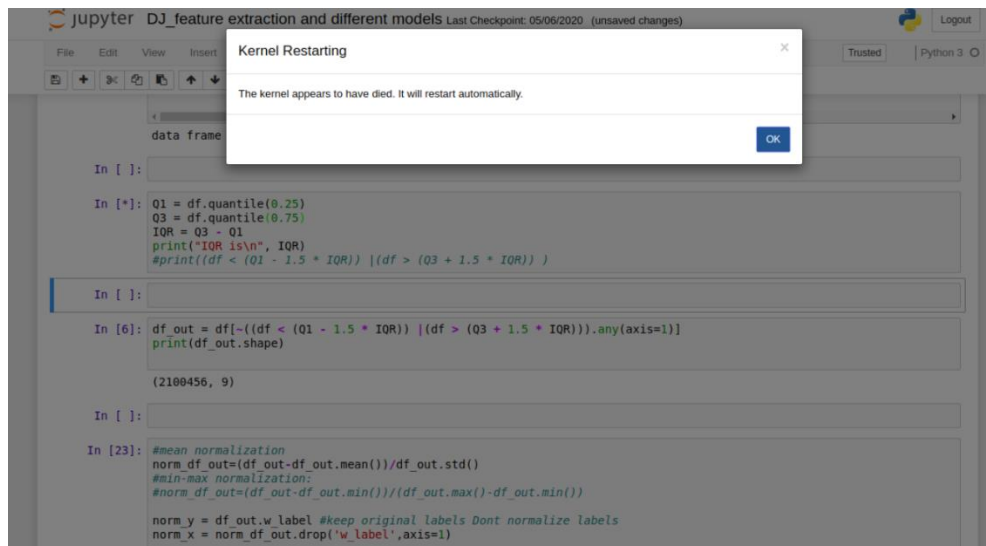 jupyter DJ_feature extraction and different models Last Checkpoint: 05/06/2020 (unsaved changes)
Logout
File Edit View Insert
Trusted
Python 3
Kernel Restarting
×
The kernel appears to have died. It will restart automatically.
OK
data frame
In [ ]:
In [*]: Q1 = df.quantile(0.25)
Q3 = df.quantile(0.75)
IQR = Q3 - Q1
print("IQR is\n", IQR)
#print((df < (Q1 - 1.5 * IQR)) |(df > (Q3 + 1.5 * IQR)) )
In [ ]:
In [6]: df_out = df[~((df < (Q1 - 1.5 * IQR)) |(df > (Q3 + 1.5 * IQR))).any(axis=1)]
print(df_out.shape)
(2100456, 9)
In [ ]:
In [23]: #mean normalization
norm_df_out=(df_out-df_out.mean())/df_out.std()
#min-max normalization:
#norm_df_out=(df_out-df_out.min())/(df_out.max()-df_out.min())
norm_y = df_out.w_label #keep original labels Dont normalize labels
norm_x = norm_df_out.drop('w_label',axis=1)